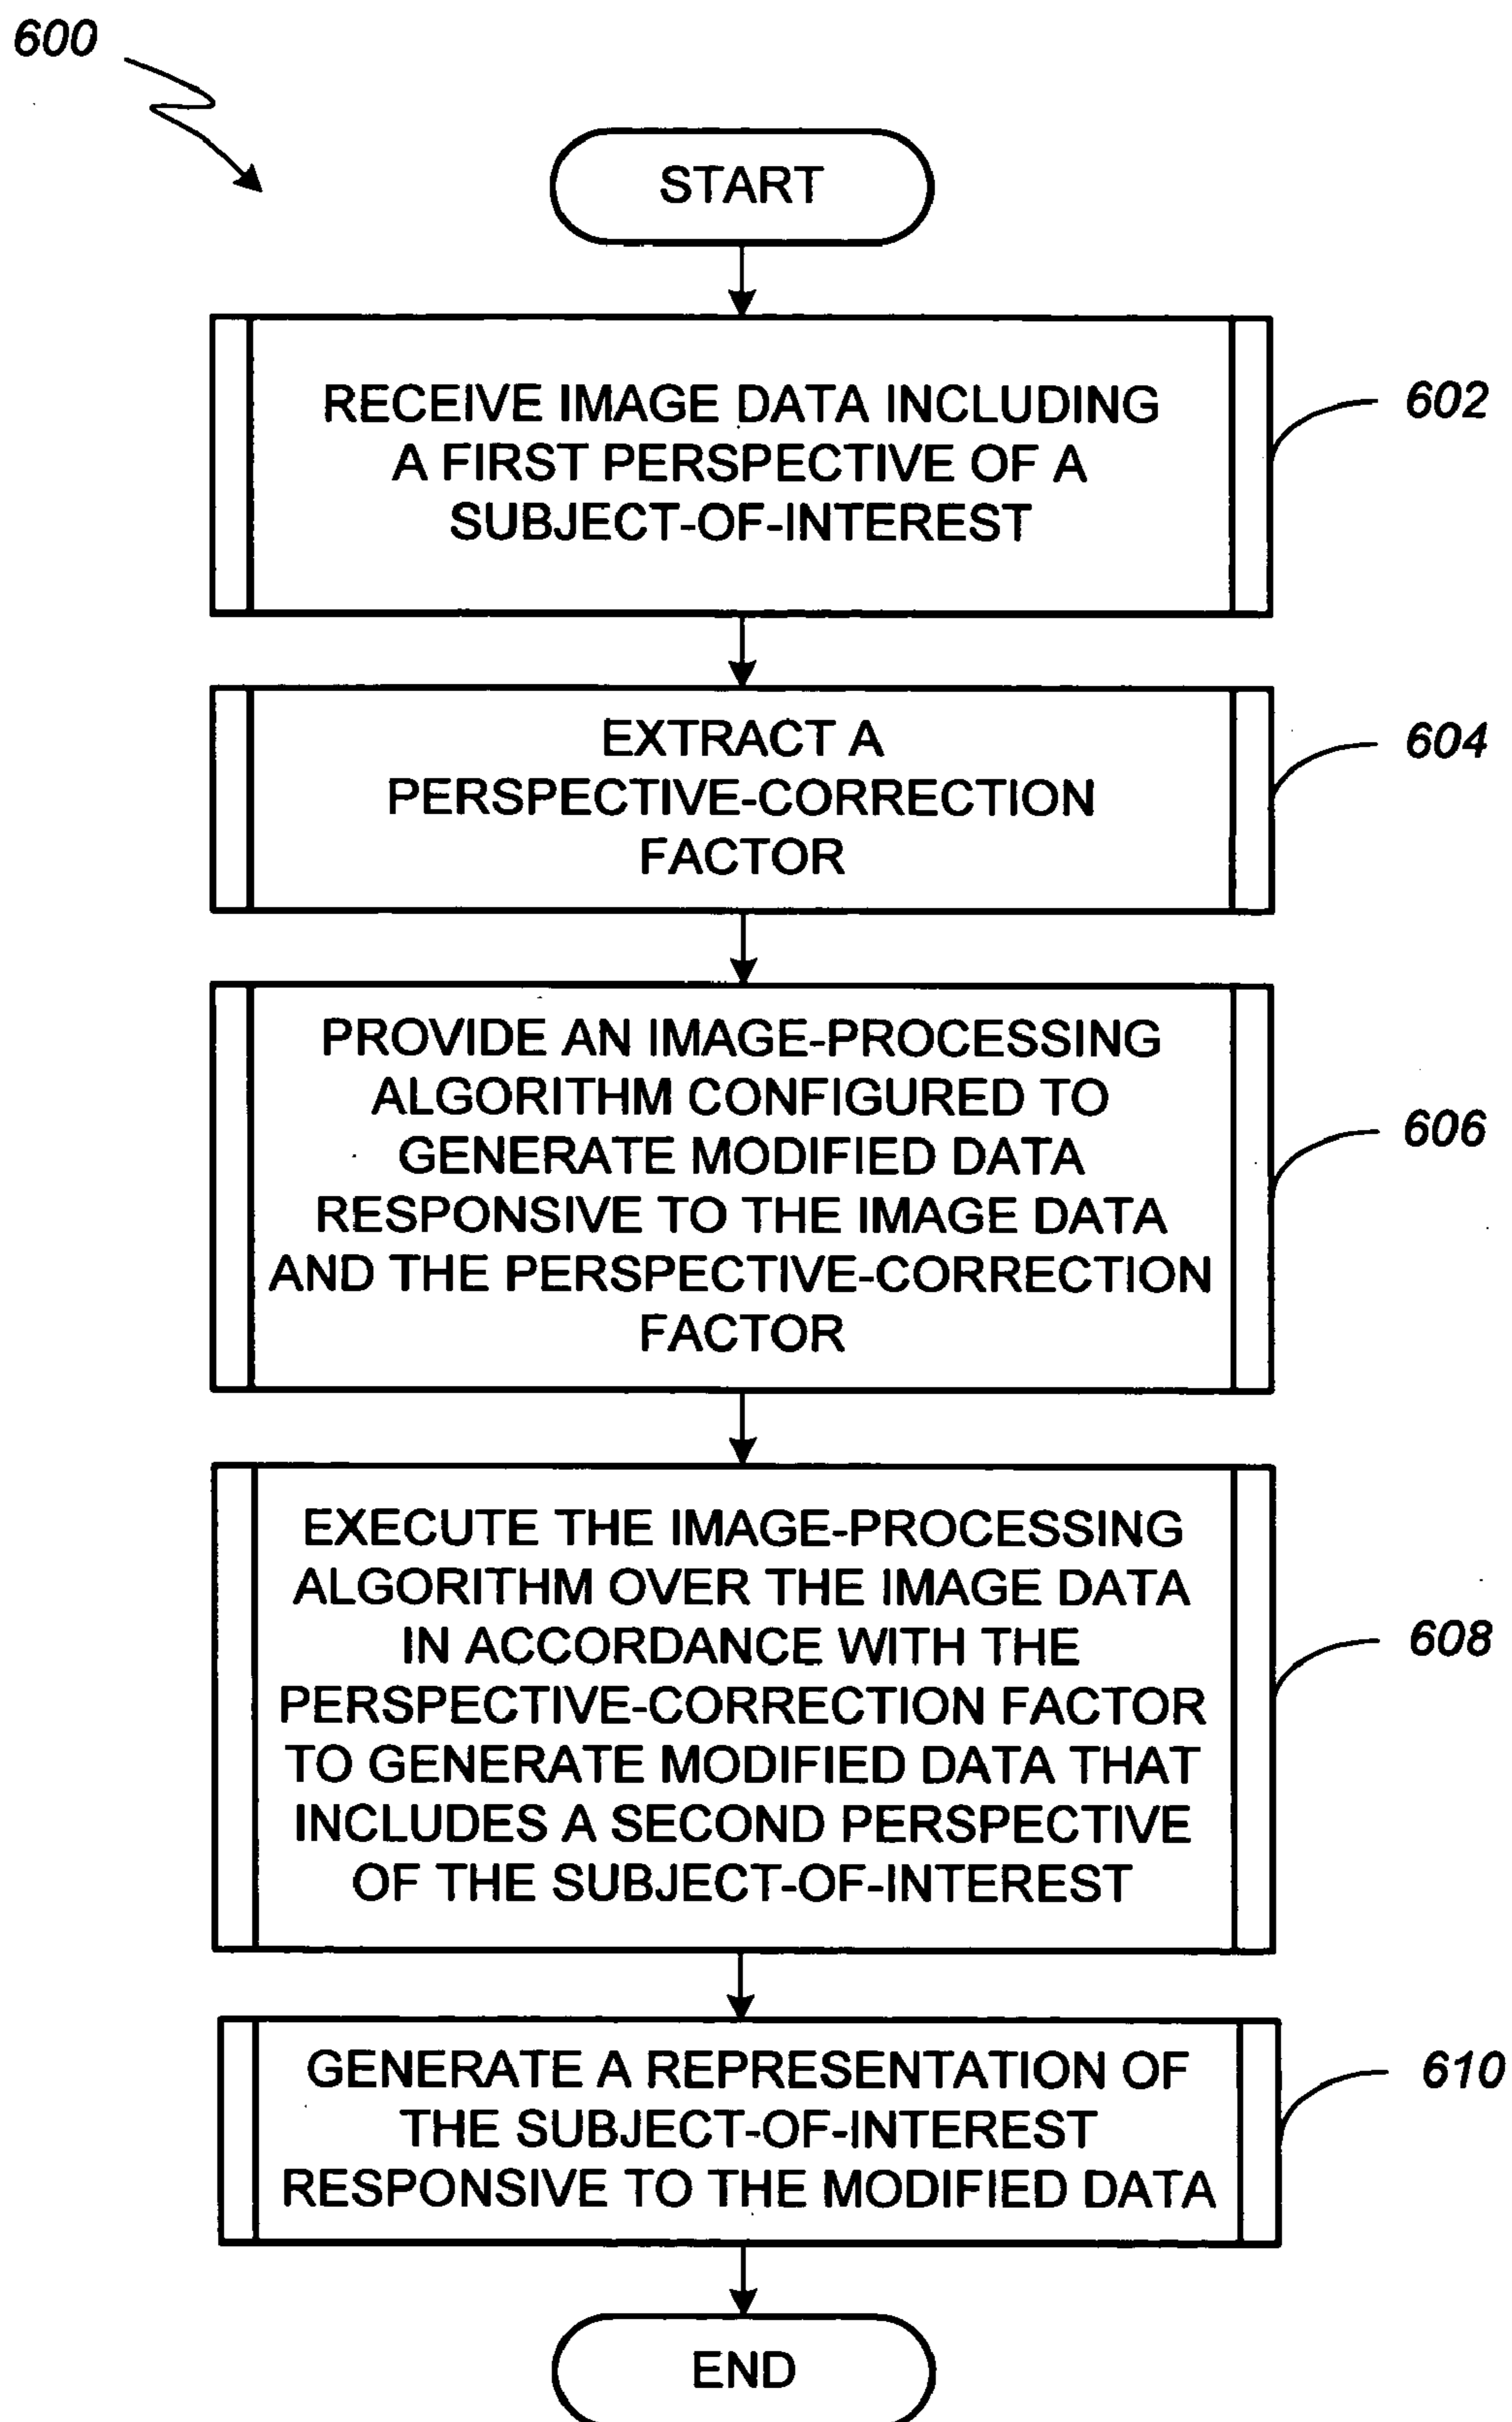 600
START
RECEIVE IMAGE DATA INCLUDING
A FIRST PERSPECTIVE OF A
SUBJECT-OF-INTEREST
602
EXTRACT A
PERSPECTIVE-CORRECTION
FACTOR
604
PROVIDE AN IMAGE-PROCESSING
ALGORITHM CONFIGURED TO
GENERATE MODIFIED DATA
RESPONSIVE TO THE IMAGE DATA
AND THE PERSPECTIVE-CORRECTION
FACTOR
606
EXECUTE THE IMAGE-PROCESSING
ALGORITHM OVER THE IMAGE DATA
IN ACCORDANCE WITH THE
PERSPECTIVE-CORRECTION FACTOR
TO GENERATE MODIFIED DATA THAT
INCLUDES A SECOND PERSPECTIVE
OF THE SUBJECT-OF-INTEREST
608
GENERATE A REPRESENTATION OF
THE SUBJECT-OF-INTEREST
RESPONSIVE TO THE MODIFIED DATA
610
END